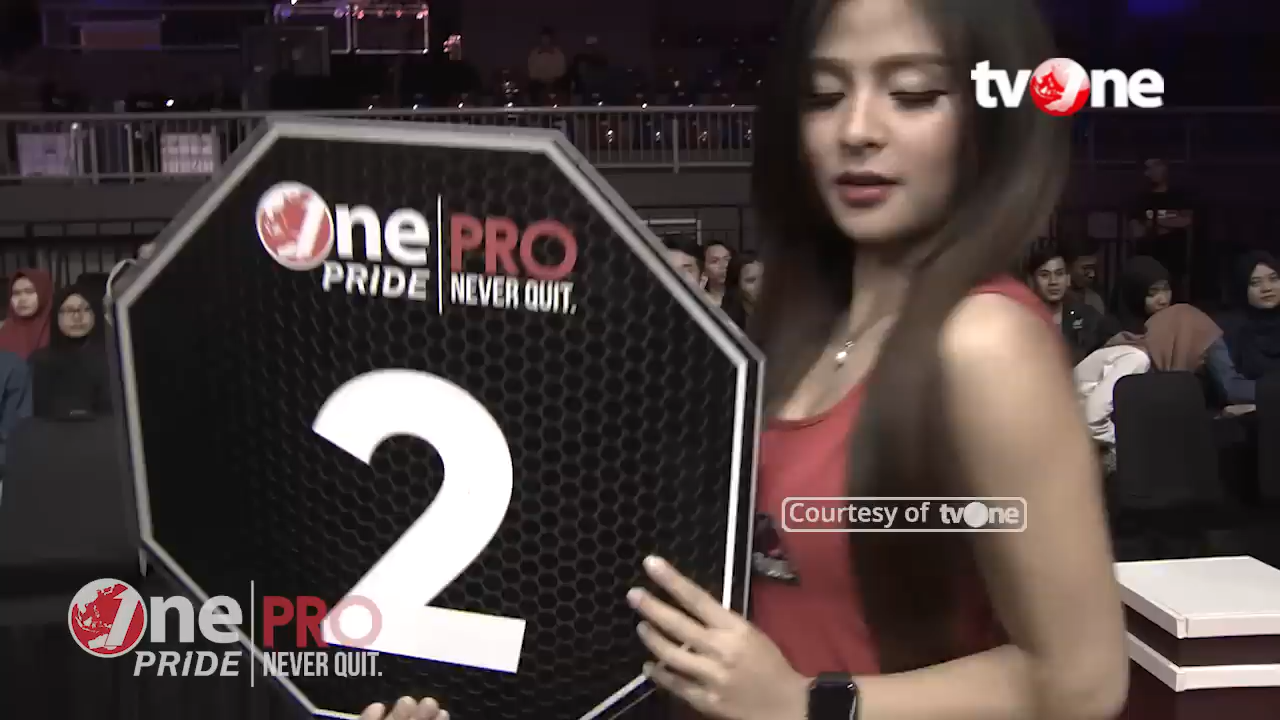 tvOne
One PRIDE
PRO
NEVER QUIT.
2
Courtesy of tvOne
One PRIDE
PRO
NEVER QUIT.